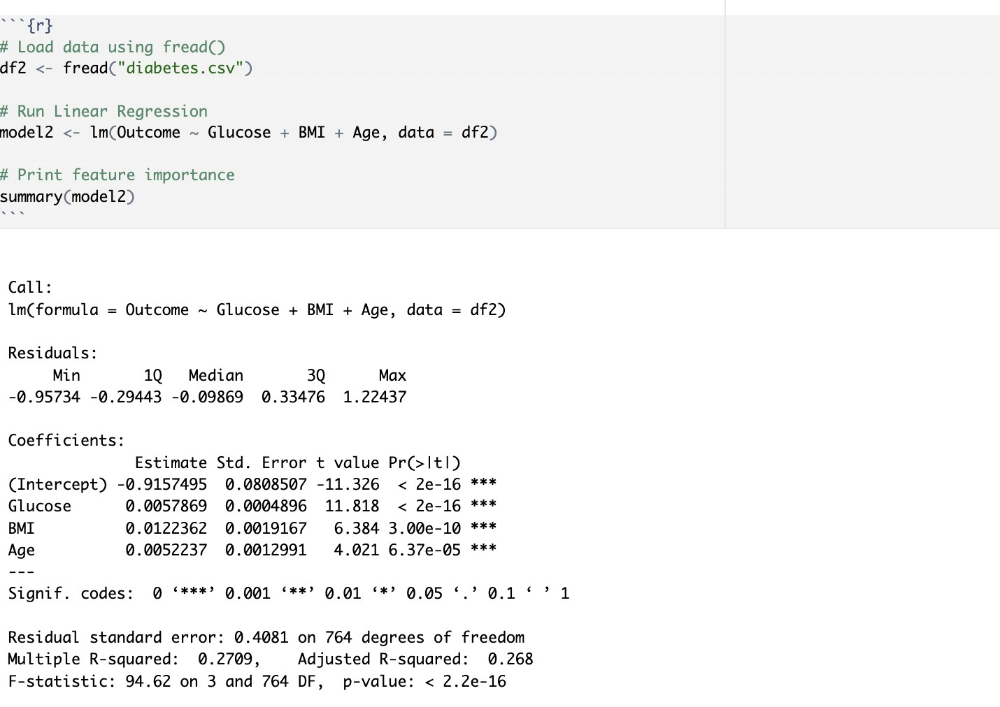 ```{r}
# Load data using fread()
df2 <- fread("diabetes.csv")
# Run Linear Regression
model2 <- lm(Outcome ~ Glucose + BMI + Age, data = df2)
# Print feature importance
summary(model2)
```
Call:
lm(formula = Outcome ~ Glucose + BMI + Age, data = df2)
Residuals:
     Min       1Q   Median       3Q      Max
-0.95734 -0.29443 -0.09869  0.33476  1.22437
Coefficients:
              Estimate Std. Error t value Pr(>|t|)
(Intercept) -0.9157495  0.0808507 -11.326  < 2e-16 ***
Glucose      0.0057869  0.0004896  11.818  < 2e-16 ***
BMI          0.0122362  0.0019167   6.384 3.00e-10 ***
Age          0.0052237  0.0012991   4.021 6.37e-05 ***
---
Signif. codes:  0 ‘***’ 0.001 ‘**’ 0.01 ‘*’ 0.05 ‘.’ 0.1 ‘ ’ 1
Residual standard error: 0.4081 on 764 degrees of freedom
Multiple R-squared:  0.2709,    Adjusted R-squared:  0.268
F-statistic: 94.62 on 3 and 764 DF,  p-value: < 2.2e-16